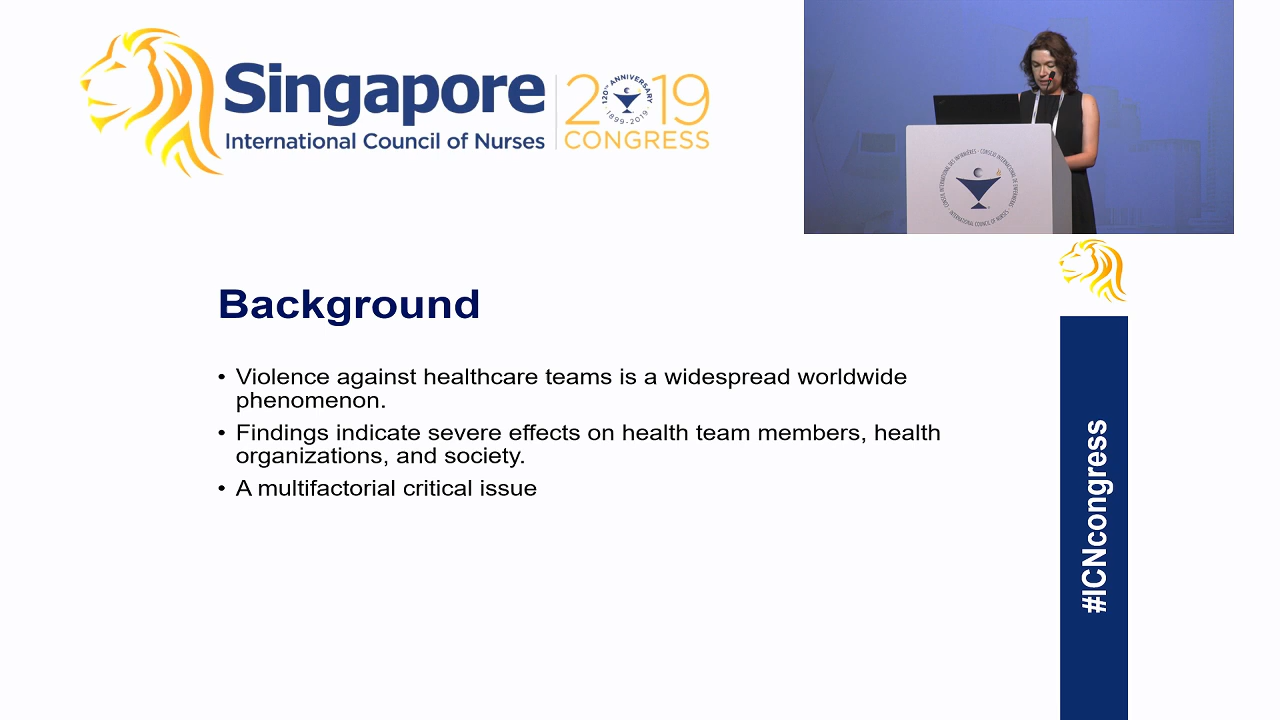 Singapore
International Council of Nurses
2019
120TH ANNIVERSARY
• 1899-2019 •
CONGRESS
Background
• Violence against healthcare teams is a widespread worldwide
phenomenon.
• Findings indicate severe effects on health team members, health
organizations, and society.
• A multifactorial critical issue
#ICNcongress